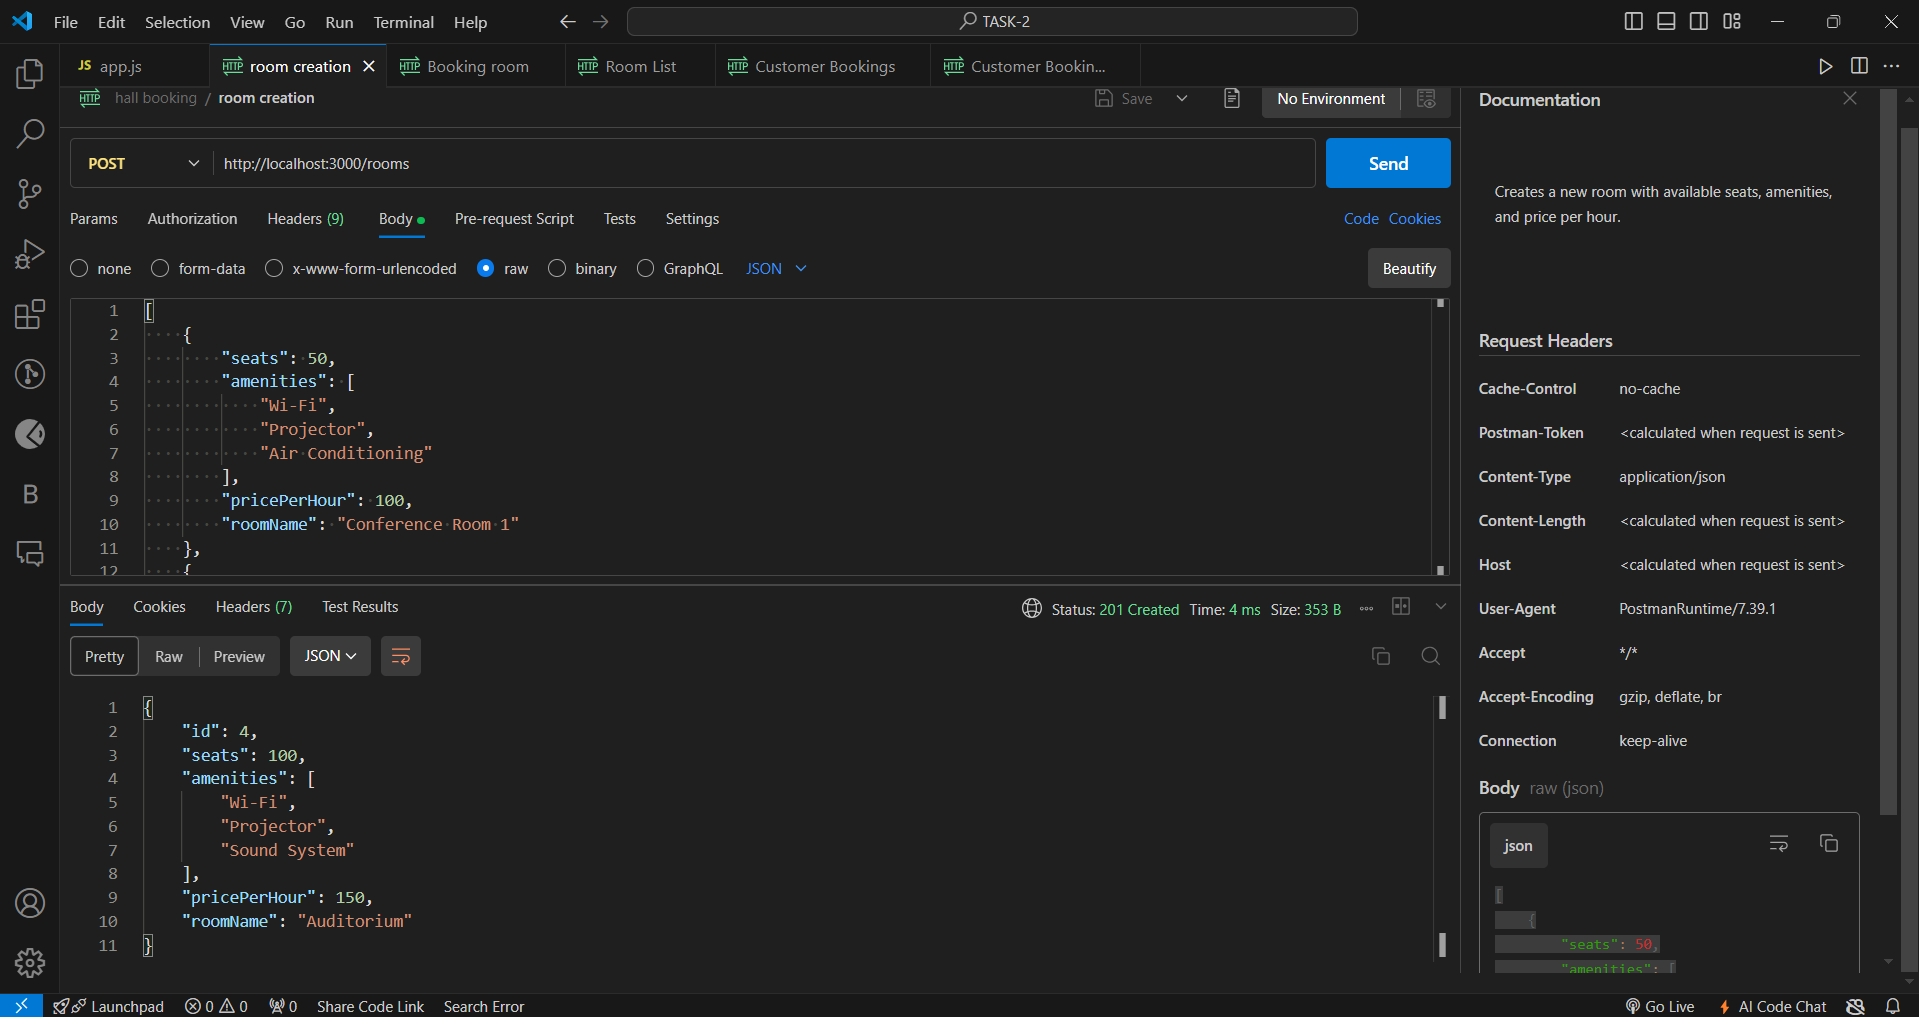 File Edit Selection View Go Run Terminal Help
TASK-2
JS app.js
HTTP room creation
HTTP Booking room
HTTP Room List
HTTP Customer Bookings
HTTP Customer Bookin...
HTTP hall booking / room creation
Save
No Environment
POST
http://localhost:3000/rooms
Send
Params Authorization Headers (9) Body Pre-request Script Tests Settings
Code Cookies
none form-data x-www-form-urlencoded raw binary GraphQL JSON
Beautify
1 [
2 {
3 "seats": 50,
4 "amenities": [
5 "Wi-Fi",
6 "Projector",
7 "Air Conditioning"
8 ],
9 "pricePerHour": 100,
10 "roomName": "Conference Room 1"
11 },
12 {
Body Cookies Headers (7) Test Results
Status: 201 Created Time: 4 ms Size: 353 B
Pretty Raw Preview JSON
1 {
2 "id": 4,
3 "seats": 100,
4 "amenities": [
5 "Wi-Fi",
6 "Projector",
7 "Sound System"
8 ],
9 "pricePerHour": 150,
10 "roomName": "Auditorium"
11 }
Documentation
Creates a new room with available seats, amenities,
and price per hour.
Request Headers
Cache-Control no-cache
Postman-Token <calculated when request is sent>
Content-Type application/json
Content-Length <calculated when request is sent>
Host <calculated when request is sent>
User-Agent PostmanRuntime/7.39.1
Accept */*
Accept-Encoding gzip, deflate, br
Connection keep-alive
Body raw (json)
json
[
{
"seats": 50,
"amenities": [
B
Launchpad 0 0 0 Share Code Link Search Error
Go Live AI Code Chat